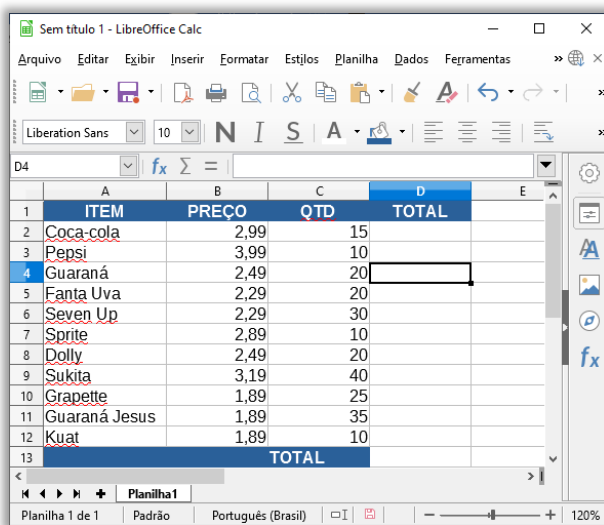 Sem título 1 - LibreOffice Calc
Arquivo Editar Exibir Inserir Formatar Estilos Planilha Dados Ferramentas »
Liberation Sans 10 N I S A »
D4 fx Σ =
A B C D E
1 ITEM PREÇO QTD TOTAL
2 Coca-cola 2,99 15
3 Pepsi 3,99 10
4 Guaraná 2,49 20
5 Fanta Uva 2,29 20
6 Seven Up 2,29 30
7 Sprite 2,89 10
8 Dolly 2,49 20
9 Sukita 3,19 40
10 Grapette 1,89 25
11 Guaraná Jesus 1,89 35
12 Kuat 1,89 10
13 TOTAL
Planilha1
Planilha 1 de 1 Padrão Português (Brasil) 120%